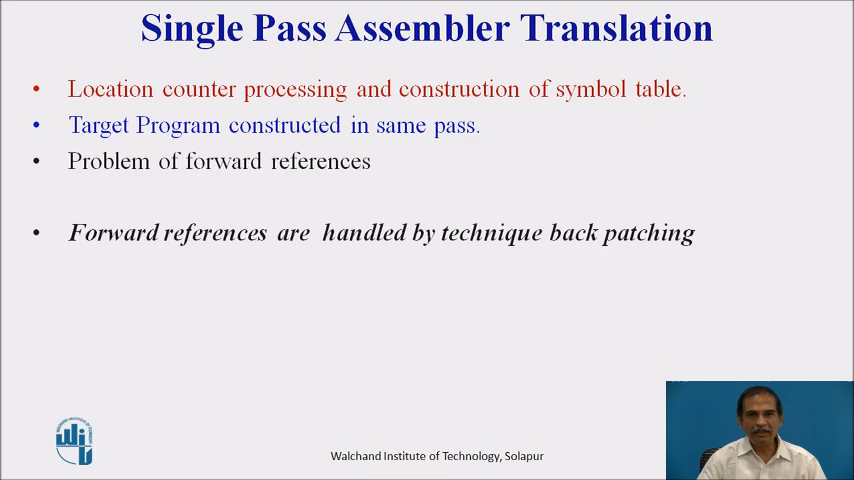 Single Pass Assembler Translation
• Location counter processing and construction of symbol table.
• Target Program constructed in same pass.
• Problem of forward references
• Forward references are handled by technique back patching
Walchand Institute of Technology, Solapur